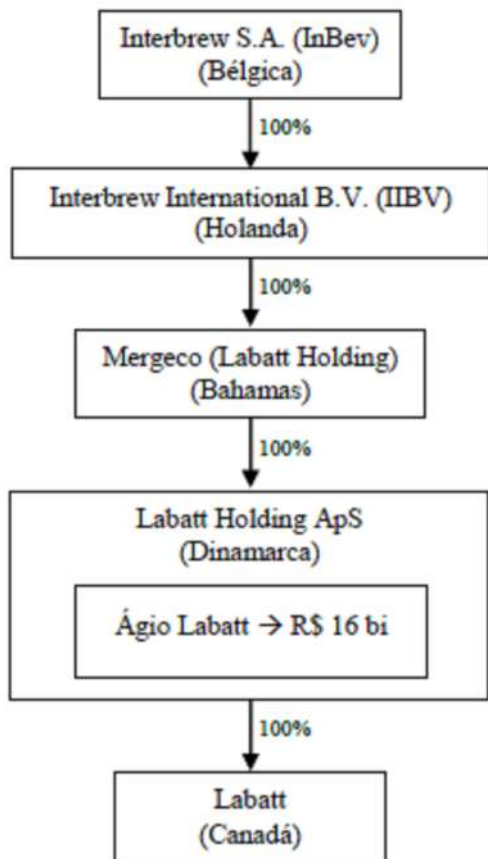 Interbrew S.A. (InBev)
(Bélgica)
100%
Interbrew International B.V. (IIBV)
(Holanda)
100%
Mergeco (Labatt Holding)
(Bahamas)
100%
Labatt Holding ApS
(Dinamarca)
Ágio Labatt → R$ 16 bi
100%
Labatt
(Canadá)